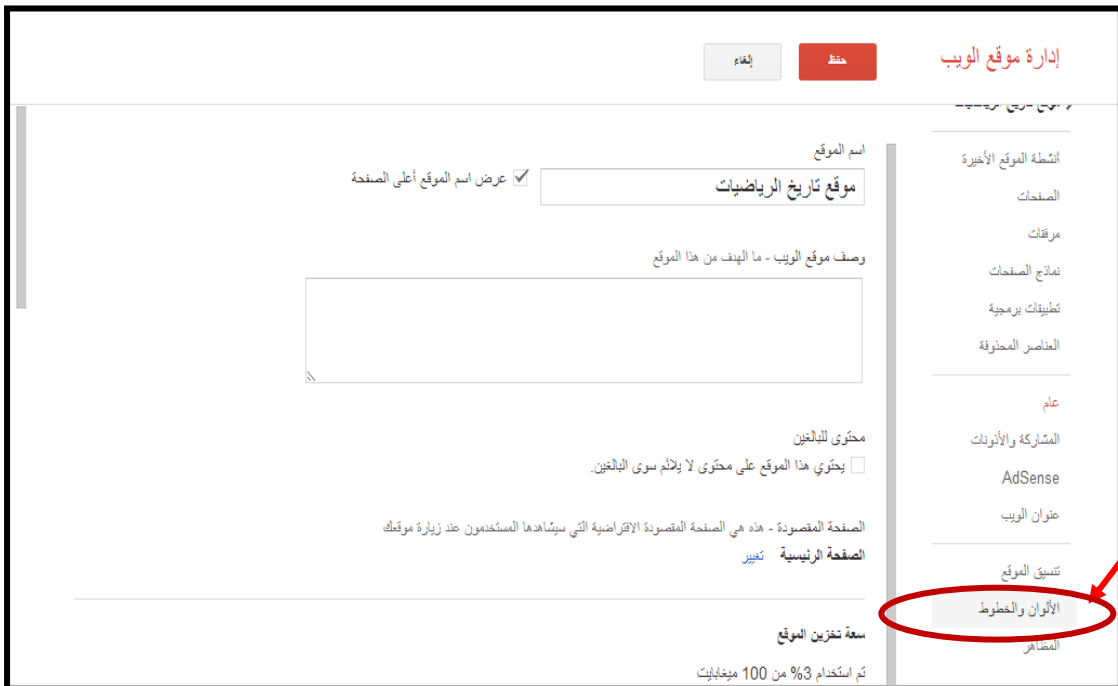 إدارة موقع الويب
حفظ
إلغاء
موقع تاريخ الرياضيات
أنشطة الموقع الأخيرة
الصفحات
مرفقات
نماذج الصفحات
تطبيقات برمجية
العناصر المحذوفة
عام
المشاركة والأذونات
AdSense
عنوان الويب
تنسيق الموقع
الألوان والخطوط
المظاهر
اسم الموقع
موقع تاريخ الرياضيات
عرض اسم الموقع أعلى الصفحة
وصف موقع الويب - ما الهدف من هذا الموقع
محتوى للبالغين
يحتوي هذا الموقع على محتوى لا يلائم سوى البالغين.
الصفحة المقصودة - هذه هي الصفحة المقصودة الافتراضية التي سيشاهدها المستخدمون عند زيارة موقعك
الصفحة الرئيسية تغيير
سعة تخزين الموقع
تم استخدام 3% من 100 ميغابايت